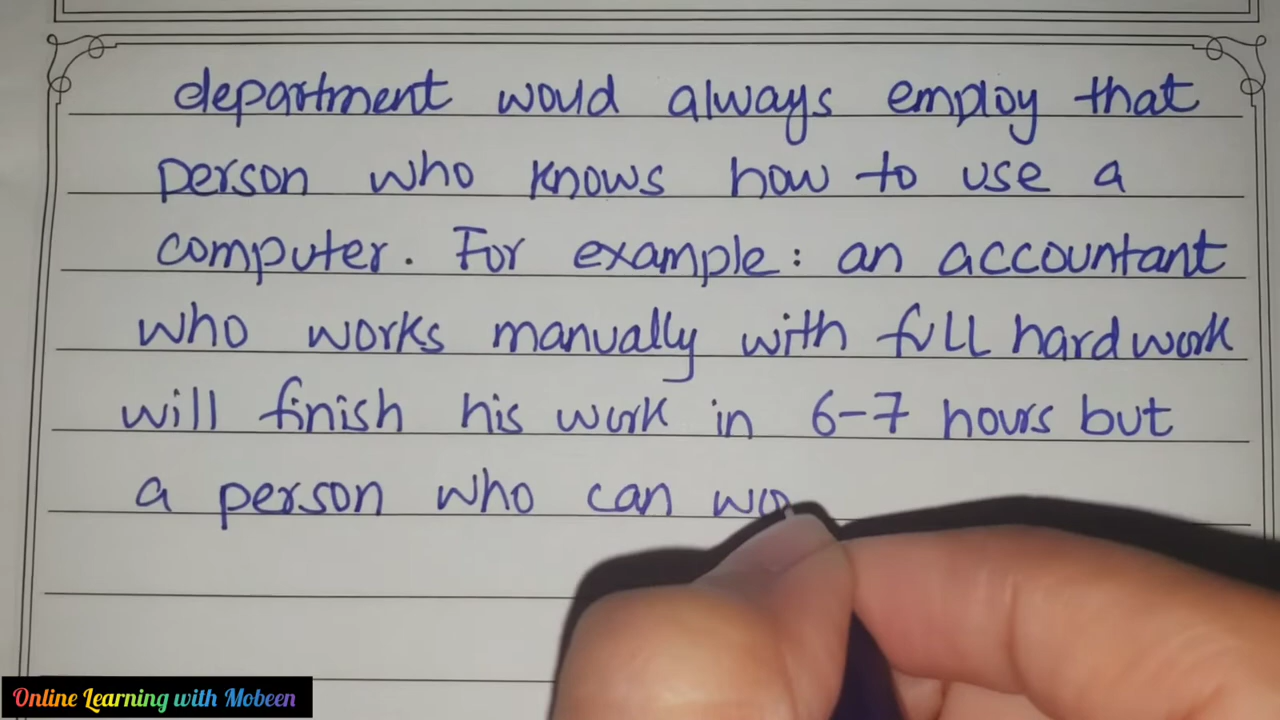 department would always employ that
person who knows how to use a
computer. For example: an accountant
who works manually with full hardwork
will finish his work in 6-7 hours but
a person who can wo
Online Learning with Mobeen